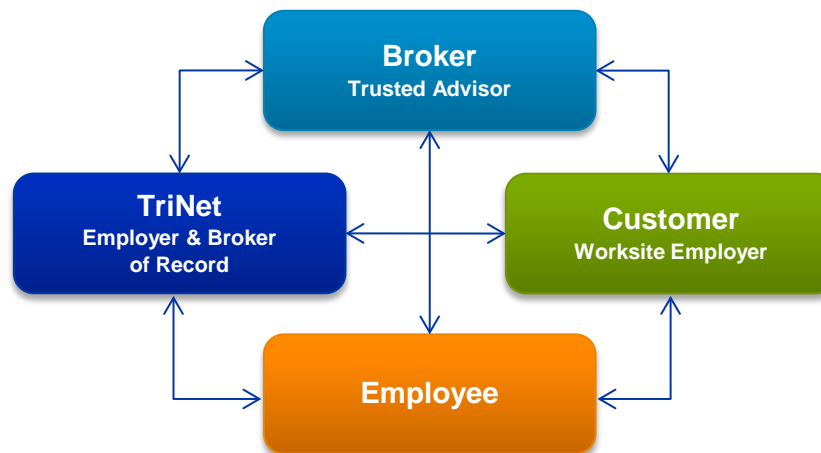 Broker
Trusted Advisor
TriNet
Employer & Broker
of Record
Customer
Worksite Employer
Employee